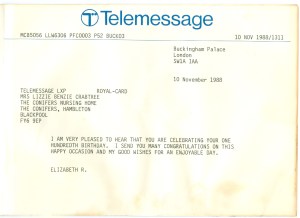 Telemessage
MCB5056 LLW6306 PFI0003 PS2 BUCK03
10 NOV 1988/1311
Buckingham Palace
London
SW1A 1AA
10 November 1988
TELEMESSAGE LXP ROYAL-CARD
MRS LIZZIE BENZIE CRABTREE
THE CONIFERS NURSING HOME
THE CONIFERS, HAMBLETON
BLACKPOOL
FY6 9EP
I AM VERY PLEASED TO HEAR THAT YOU ARE CELEBRATING YOUR ONE
HUNDREDTH BIRTHDAY. I SEND YOU MANY CONGRATULATIONS ON THIS
HAPPY OCCASION AND MY GOOD WISHES FOR AN ENJOYABLE DAY.
ELIZABETH R.